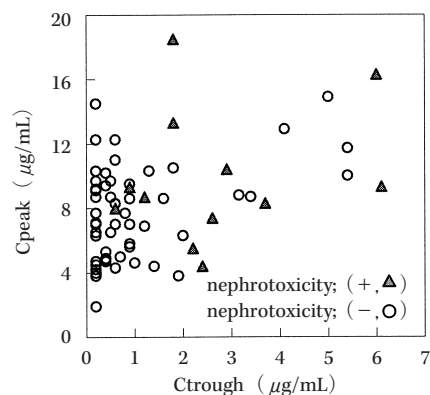 20
16
12
8
4
0
Cpeak ( μg/mL)
nephrotoxicity; (+, ▲)
nephrotoxicity; (−, ○)
0 1 2 3 4 5 6 7
Ctrough ( μg/mL)